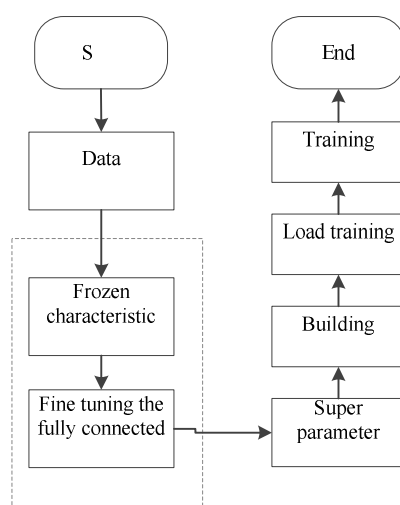 S
Data
Frozen
characteristic
Fine tuning the
fully connected
Super
parameter
Building
Load training
Training
End